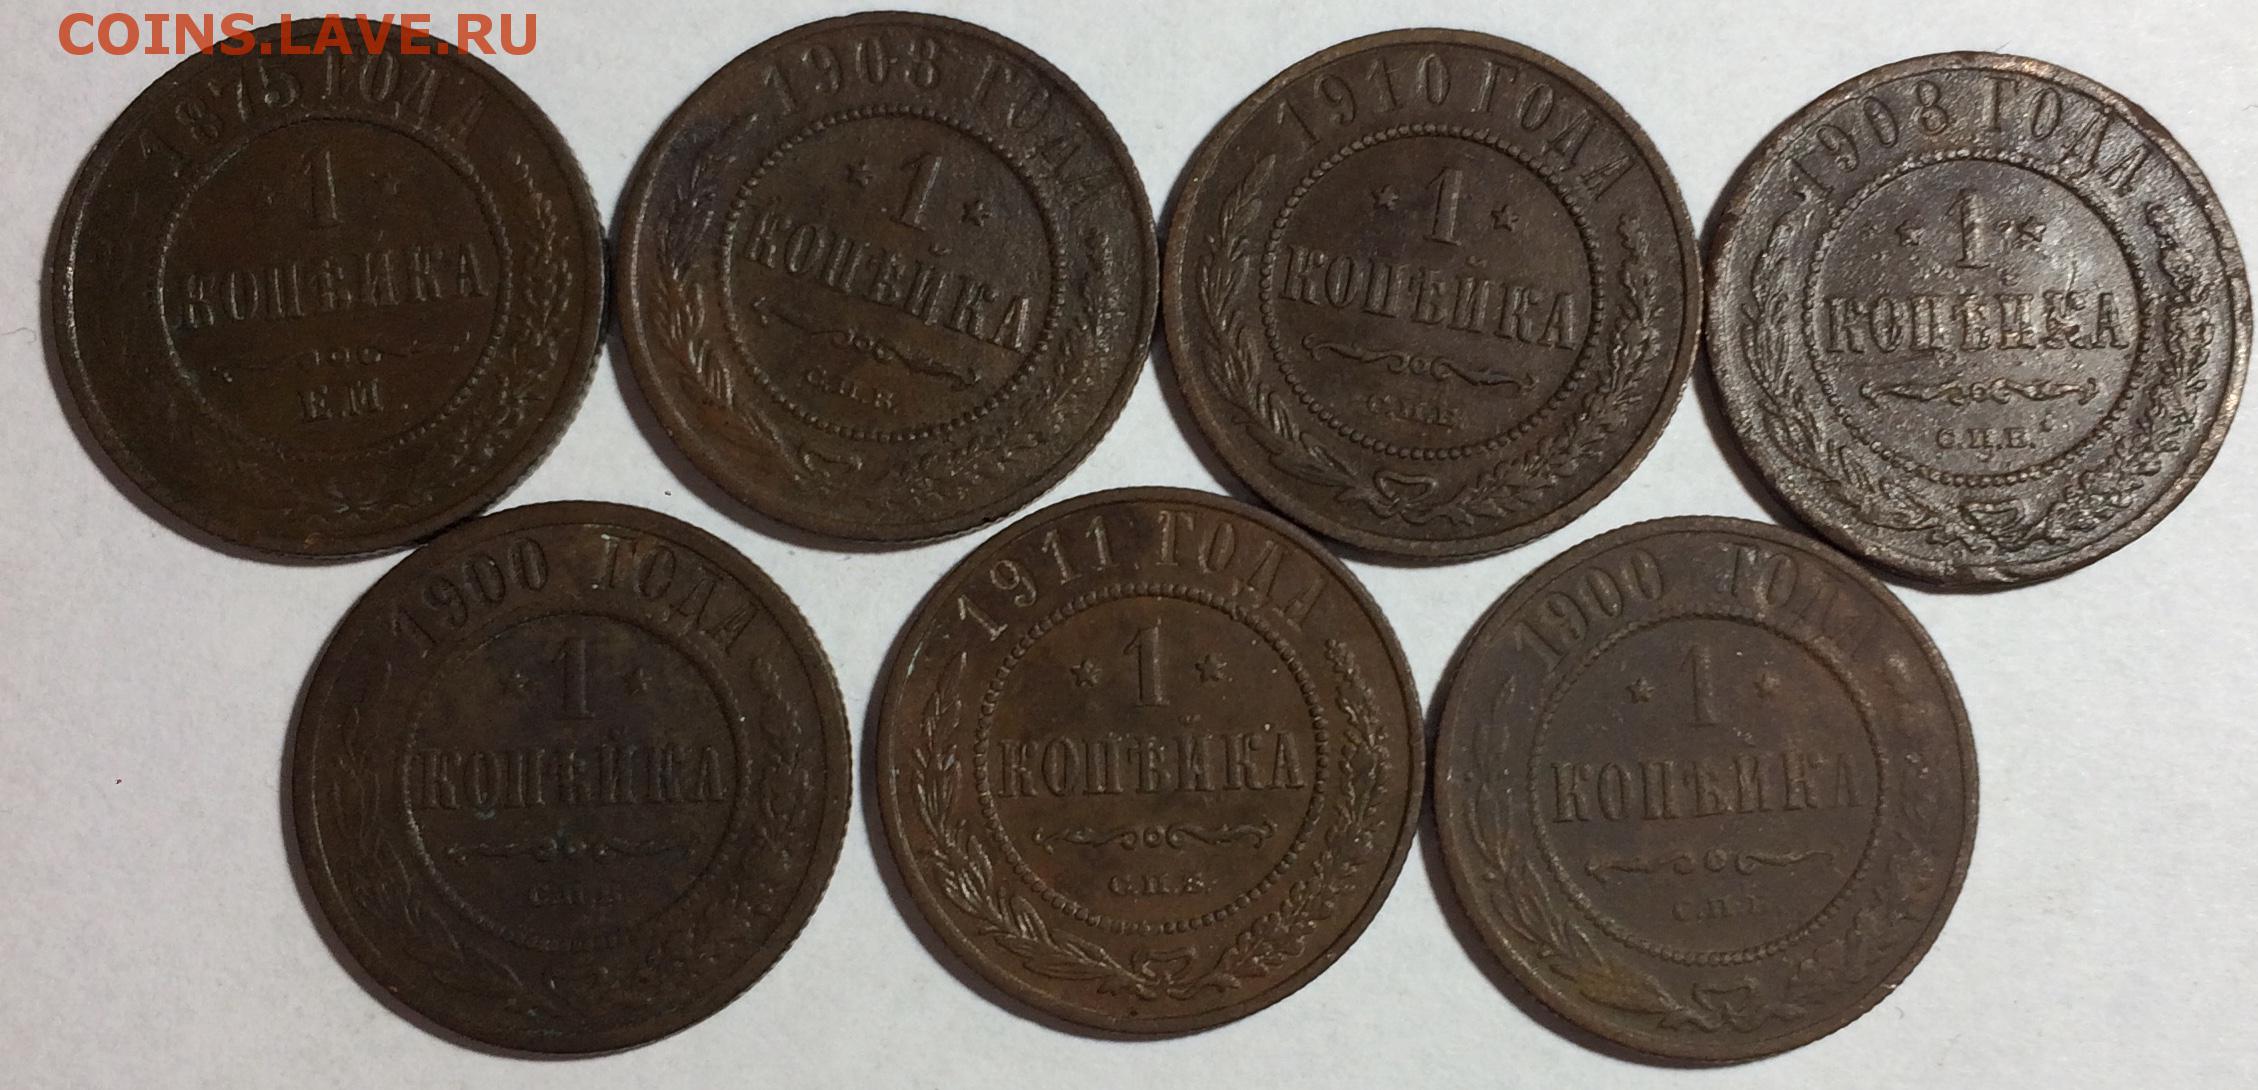 COINS.LAVE.RU
1875 ГОДА
1
КОПѢЙКА
Е.М.
1908 ГОДА
1
КОПѢЙКА
С.П.Б.
1910 ГОДА
1
КОПѢЙКА
С.П.Б.
1908 ГОДА
1
КОПѢЙКА
С.П.Б.
1900 ГОДА
1
КОПѢЙКА
С.П.Б.
1911 ГОДА
1
КОПѢЙКА
С.П.Б.
1900 ГОДА
1
КОПѢЙКА
С.П.Б.